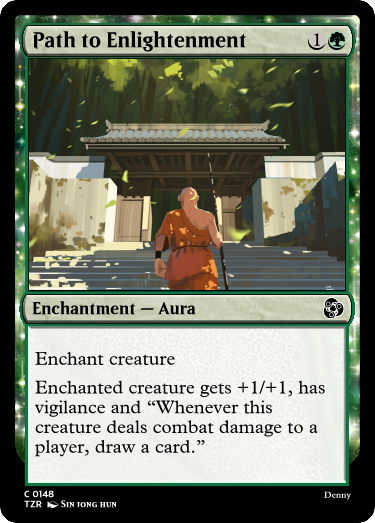 Path to Enlightenment 1
Enchantment — Aura
Enchant creature
Enchanted creature gets +1/+1, has
vigilance and “Whenever this
creature deals combat damage to a
player, draw a card.”
C 0148 Denny
TZR SIN JONG HUN